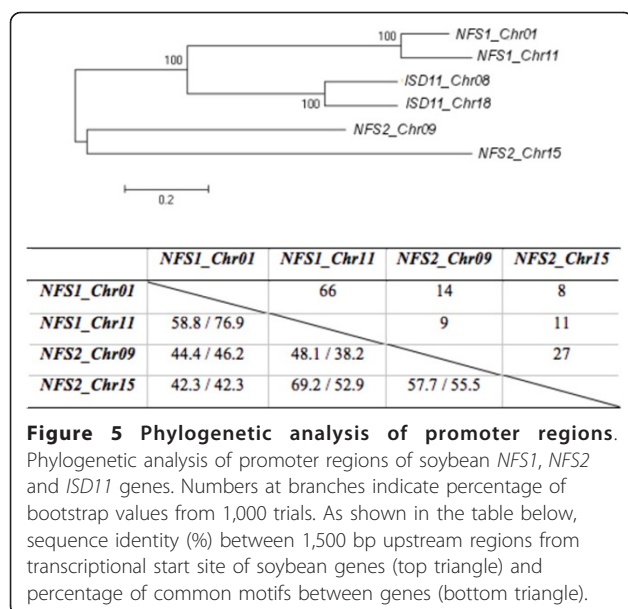 NFS1_Chr01
100
NFS1_Chr11
100
ISD11_Chr08
100
ISD11_Chr18
NFS2_Chr09
NFS2_Chr15
0.2
NFS1_Chr01 NFS1_Chr11 NFS2_Chr09 NFS2_Chr15
NFS1_Chr01 66 14 8
NFS1_Chr11 58.8 / 76.9 9 11
NFS2_Chr09 44.4 / 46.2 48.1 / 38.2 27
NFS2_Chr15 42.3 / 42.3 69.2 / 52.9 57.7 / 55.5
Figure 5 Phylogenetic analysis of promoter regions.
Phylogenetic analysis of promoter regions of soybean NFS1, NFS2
and ISD11 genes. Numbers at branches indicate percentage of
bootstrap values from 1,000 trials. As shown in the table below,
sequence identity (%) between 1,500 bp upstream regions from
transcriptional start site of soybean genes (top triangle) and
percentage of common motifs between genes (bottom triangle).